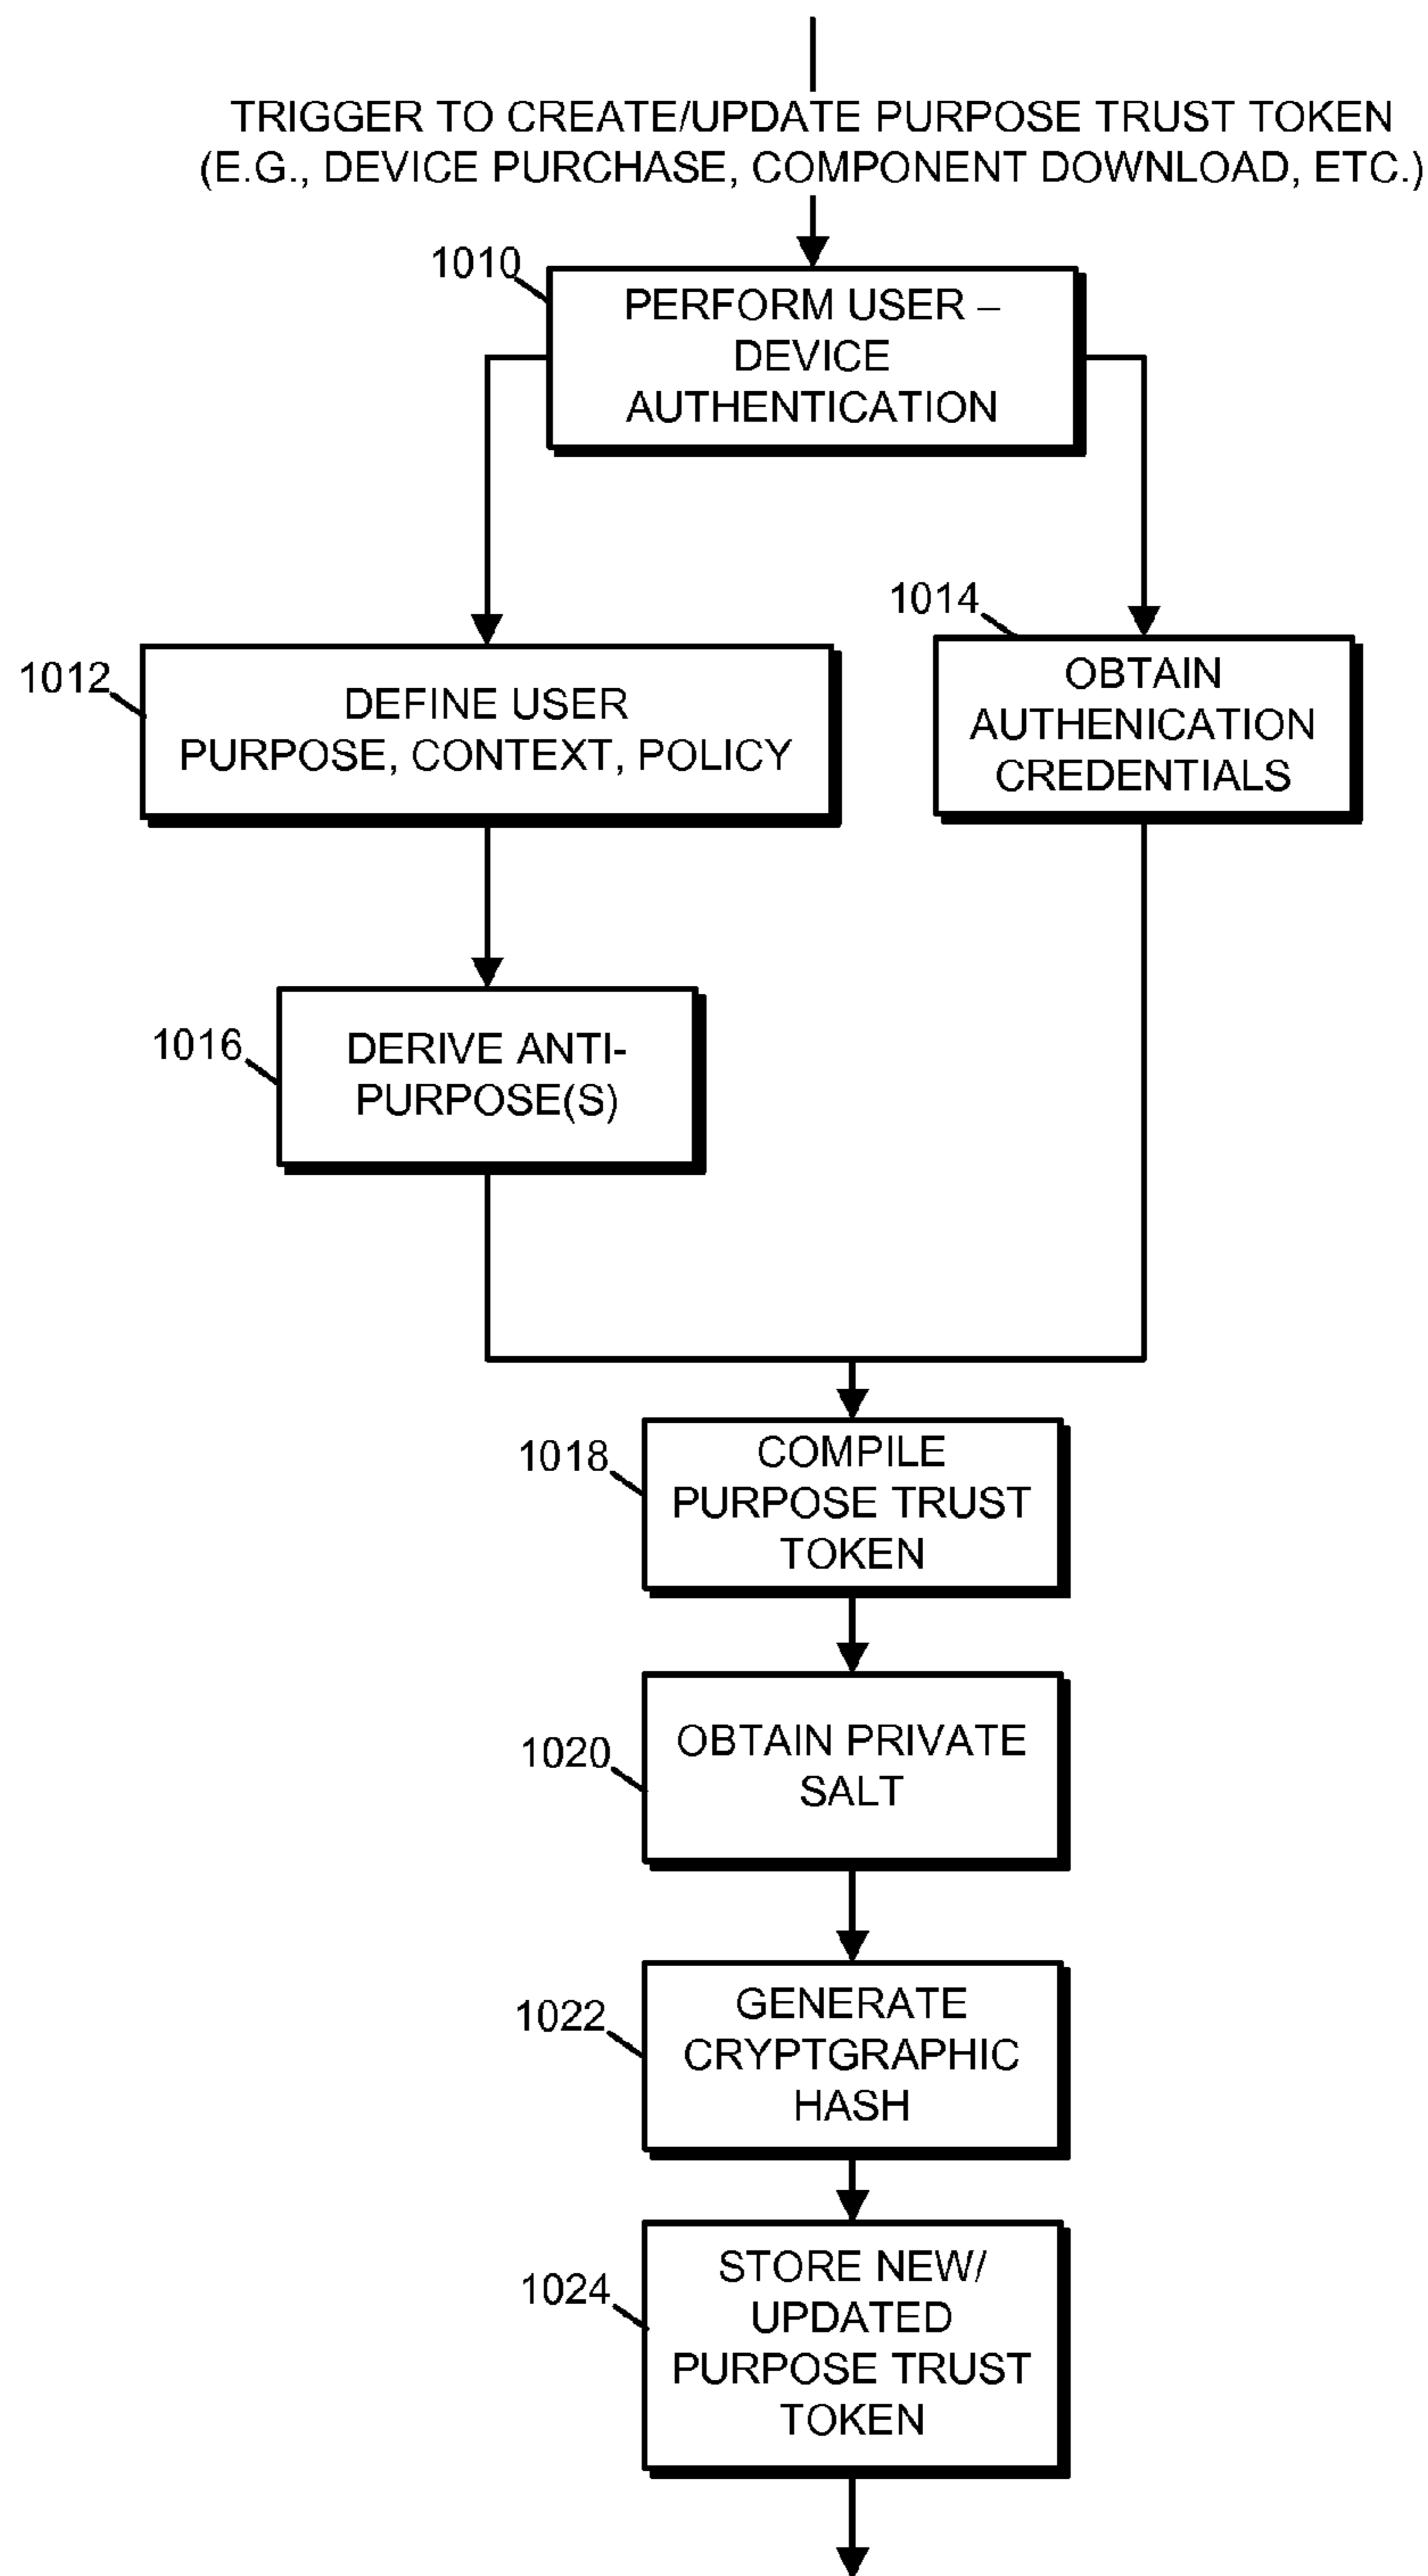 TRIGGER TO CREATE/UPDATE PURPOSE TRUST TOKEN
(E.G., DEVICE PURCHASE, COMPONENT DOWNLOAD, ETC.)
1010
PERFORM USER –
DEVICE
AUTHENTICATION
1012
DEFINE USER
PURPOSE, CONTEXT, POLICY
1014
OBTAIN
AUTHENICATION
CREDENTIALS
1016
DERIVE ANTI-
PURPOSE(S)
1018
COMPILE
PURPOSE TRUST
TOKEN
1020
OBTAIN PRIVATE
SALT
1022
GENERATE
CRYPTGRAPHIC
HASH
1024
STORE NEW/
UPDATED
PURPOSE TRUST
TOKEN